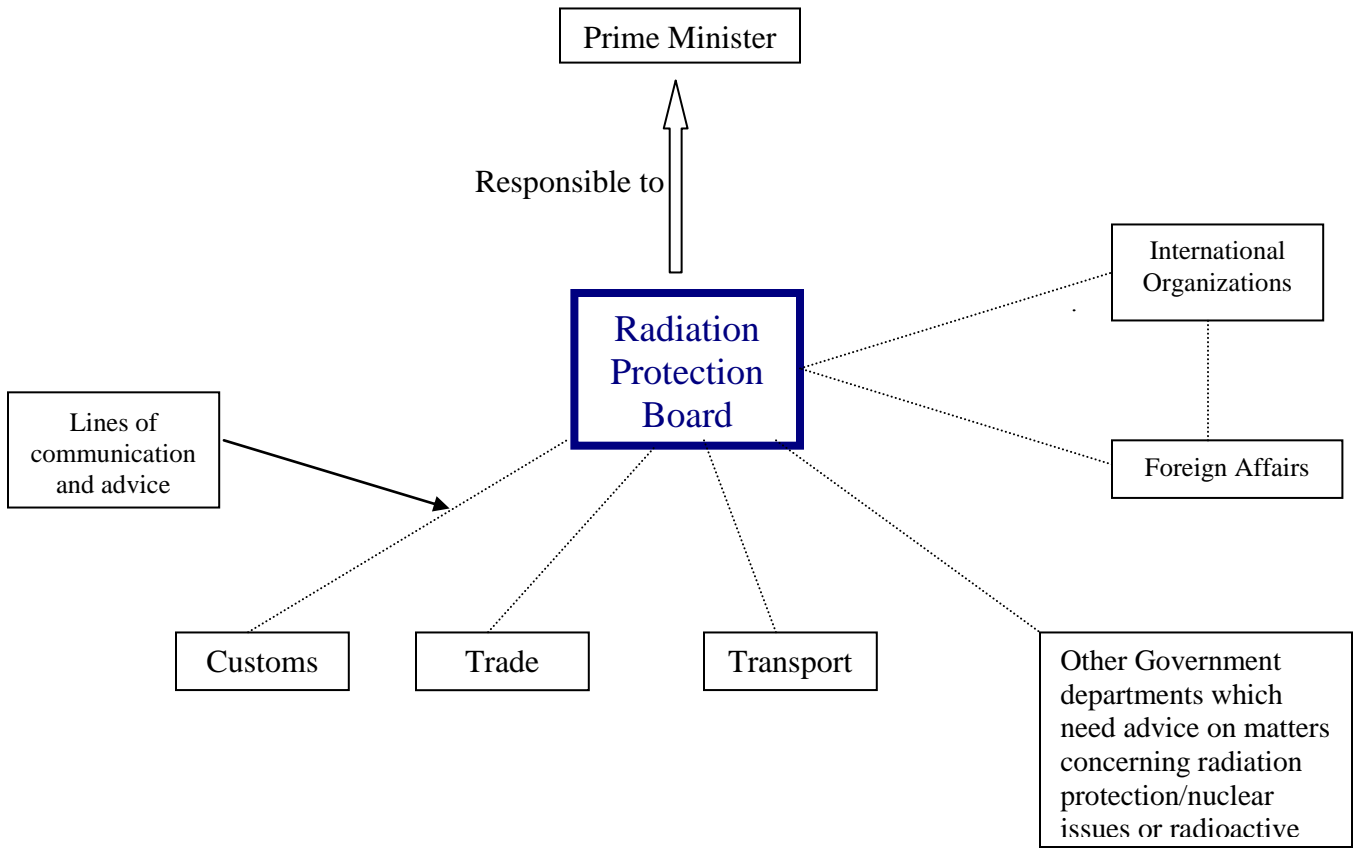 Prime Minister
Responsible to
International
Organizations
Radiation
Protection
Board
Lines of
communication
and advice
Foreign Affairs
Customs
Trade
Transport
Other Government
departments which
need advice on matters
concerning radiation
protection/nuclear
issues or radioactive